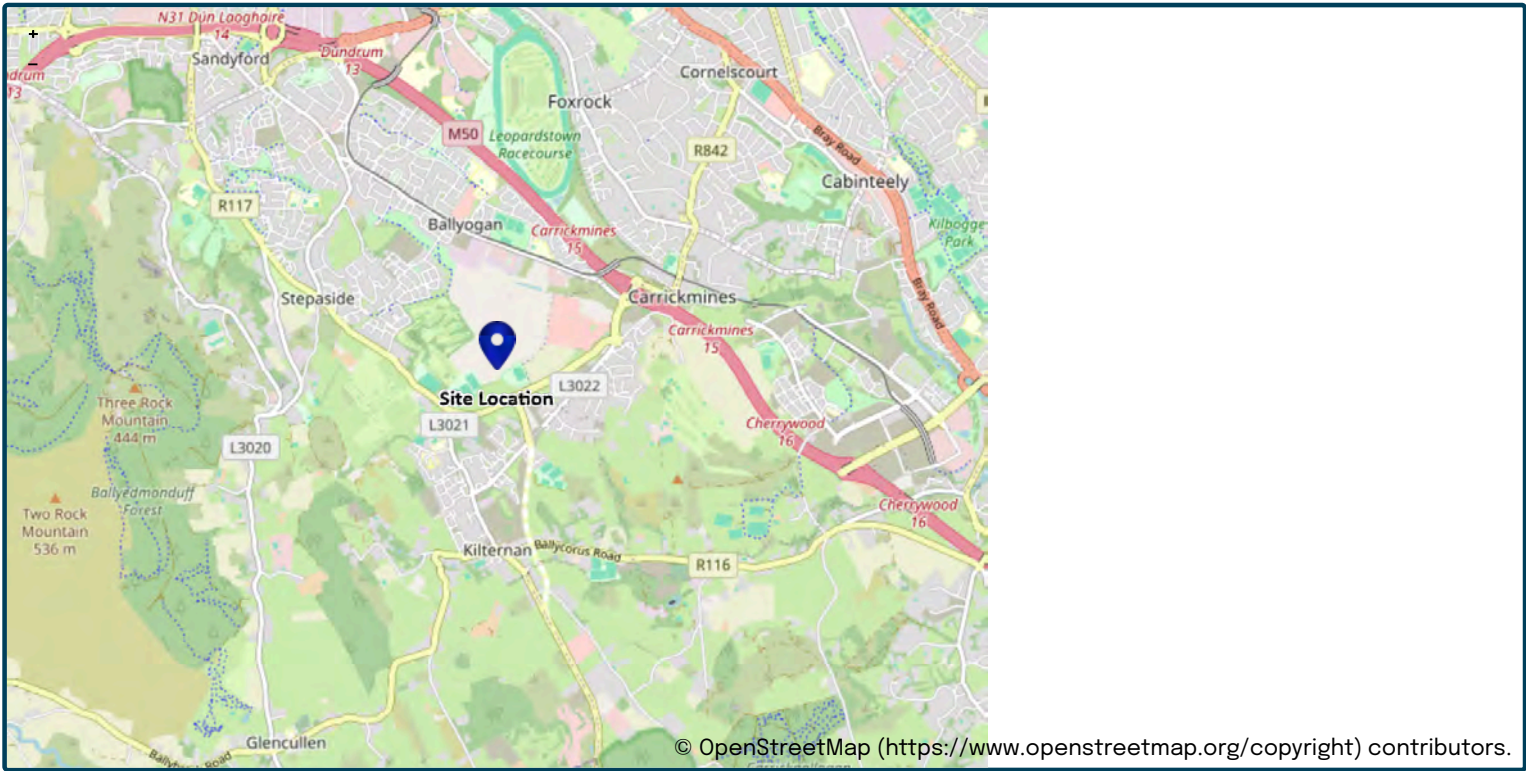 N31 Dún Laoghaire
14
+
Sandyford
Dundrum
13
−
13
Cornelscourt
Foxrock
M50
Leopardstown
Racecourse
R842
Bray Road
Cabinteely
R117
Ballyogan
Carrickmines
15
Kilbogge
Park
Bray Road
Stepaside
Carrickmines
Carrickmines
15
L3022
Site Location
Three Rock
Mountain
444 m
L3021
Cherrywood
16
L3020
Ballyedmonduff
Forest
Two Rock
Mountain
536 m
Cherrywood
16
Kilternan
Ballycorus Road
R116
Glencullen
© OpenStreetMap (https://www.openstreetmap.org/copyright) contributors.